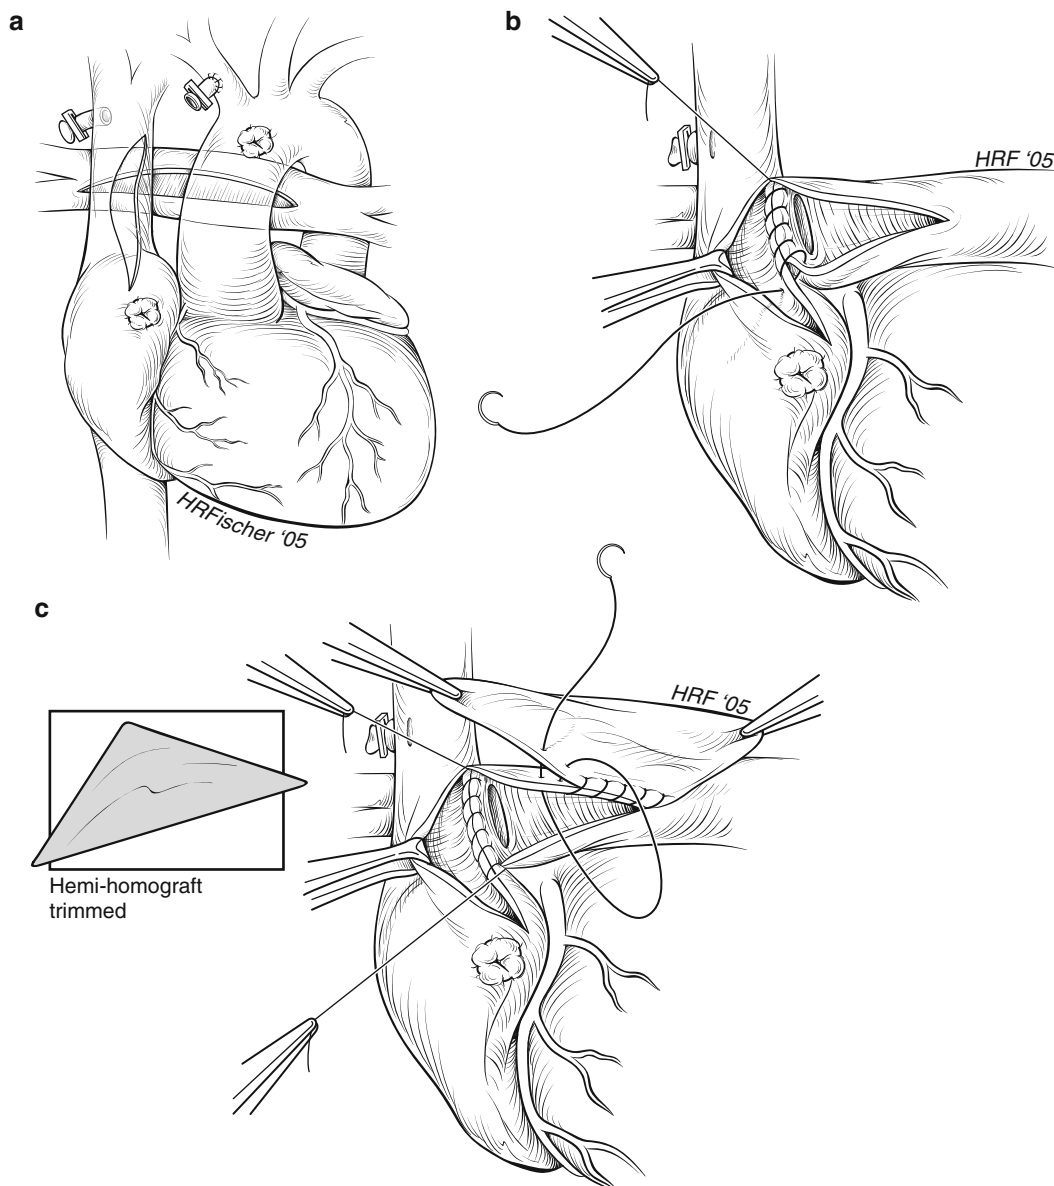 a
b
HRF ‘05
HRFischer ‘05
c
HRF ‘05
Hemi-homograft
trimmed